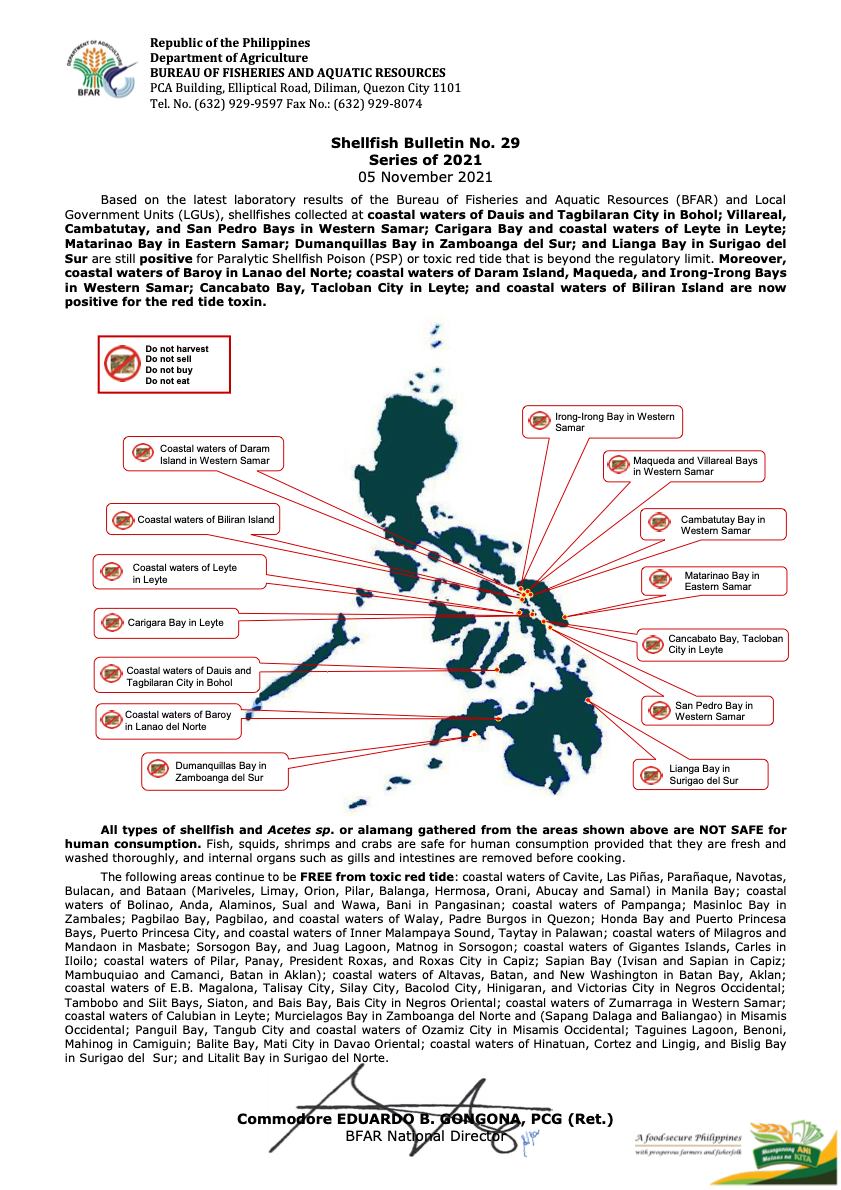 Republic of the Philippines
Department of Agriculture
BUREAU OF FISHERIES AND AQUATIC RESOURCES
PCA Building, Elliptical Road, Diliman, Quezon City 1101
Tel. No. (632) 929-9597 Fax No.: (632) 929-8074
DEPARTMENT OF AGRICULTURE
BFAR
Shellfish Bulletin No. 29
Series of 2021
05 November 2021
Based on the latest laboratory results of the Bureau of Fisheries and Aquatic Resources (BFAR) and Local
Government Units (LGUs), shellfishes collected at coastal waters of Dauis and Tagbilaran City in Bohol; Villareal,
Cambatutay, and San Pedro Bays in Western Samar; Carigara Bay and coastal waters of Leyte in Leyte;
Matarinao Bay in Eastern Samar; Dumanquillas Bay in Zamboanga del Sur; and Lianga Bay in Surigao del
Sur are still positive for Paralytic Shellfish Poison (PSP) or toxic red tide that is beyond the regulatory limit. Moreover,
coastal waters of Baroy in Lanao del Norte; coastal waters of Daram Island, Maqueda, and Irong-Irong Bays
in Western Samar; Cancabato Bay, Tacloban City in Leyte; and coastal waters of Biliran Island are now
positive for the red tide toxin.
Do not harvest
Do not sell
Do not buy
Do not eat
Coastal waters of Daram
Island in Western Samar
Coastal waters of Biliran Island
Coastal waters of Leyte
in Leyte
Carigara Bay in Leyte
Coastal waters of Dauis and
Tagbilaran City in Bohol
Coastal waters of Baroy
in Lanao del Norte
Dumanquillas Bay in
Zamboanga del Sur
Irong-Irong Bay in Western
Samar
Maqueda and Villareal Bays
in Western Samar
Cambatutay Bay in
Western Samar
Matarinao Bay in
Eastern Samar
Cancabato Bay, Tacloban
City in Leyte
San Pedro Bay in
Western Samar
Lianga Bay in
Surigao del Sur
All types of shellfish and Acetes sp. or alamang gathered from the areas shown above are NOT SAFE for
human consumption. Fish, squids, shrimps and crabs are safe for human consumption provided that they are fresh and
washed thoroughly, and internal organs such as gills and intestines are removed before cooking.
The following areas continue to be FREE from toxic red tide: coastal waters of Cavite, Las Piñas, Parañaque, Navotas,
Bulacan, and Bataan (Mariveles, Limay, Orion, Pilar, Balanga, Hermosa, Orani, Abucay and Samal) in Manila Bay; coastal
waters of Bolinao, Anda, Alaminos, Sual and Wawa, Bani in Pangasinan; coastal waters of Pampanga; Masinloc Bay in
Zambales; Pagbilao Bay, Pagbilao, and coastal waters of Walay, Padre Burgos in Quezon; Honda Bay and Puerto Princesa
Bays, Puerto Princesa City, and coastal waters of Inner Malampaya Sound, Taytay in Palawan; coastal waters of Milagros and
Mandaon in Masbate; Sorsogon Bay, and Juag Lagoon, Matnog in Sorsogon; coastal waters of Gigantes Islands, Carles in
Iloilo; coastal waters of Pilar, Panay, President Roxas, and Roxas City in Capiz; Sapian Bay (Ivisan and Sapian in Capiz;
Mambuquiao and Camanci, Batan in Aklan); coastal waters of Altavas, Batan, and New Washington in Batan Bay, Aklan;
coastal waters of E.B. Magalona, Talisay City, Silay City, Bacolod City, Hinigaran, and Victorias City in Negros Occidental;
Tambobo and Siit Bays, Siaton, and Bais Bay, Bais City in Negros Oriental; coastal waters of Zumarraga in Western Samar;
coastal waters of Calubian in Leyte; Murcielagos Bay in Zamboanga del Norte and (Sapang Dalaga and Baliangao) in Misamis
Occidental; Panguil Bay, Tangub City and coastal waters of Ozamiz City in Misamis Occidental; Taguines Lagoon, Benoni,
Mahinog in Camiguin; Balite Bay, Mati City in Davao Oriental; coastal waters of Hinatuan, Cortez and Lingig, and Bislig Bay
in Surigao del Sur; and Litalit Bay in Surigao del Norte.
Commodore EDUARDO B. GONGONA, PCG (Ret.)
BFAR National Director
A food-secure Philippines
with prosperous farmers and fisherfolk
Masaganang ANI
Mataas na KITA